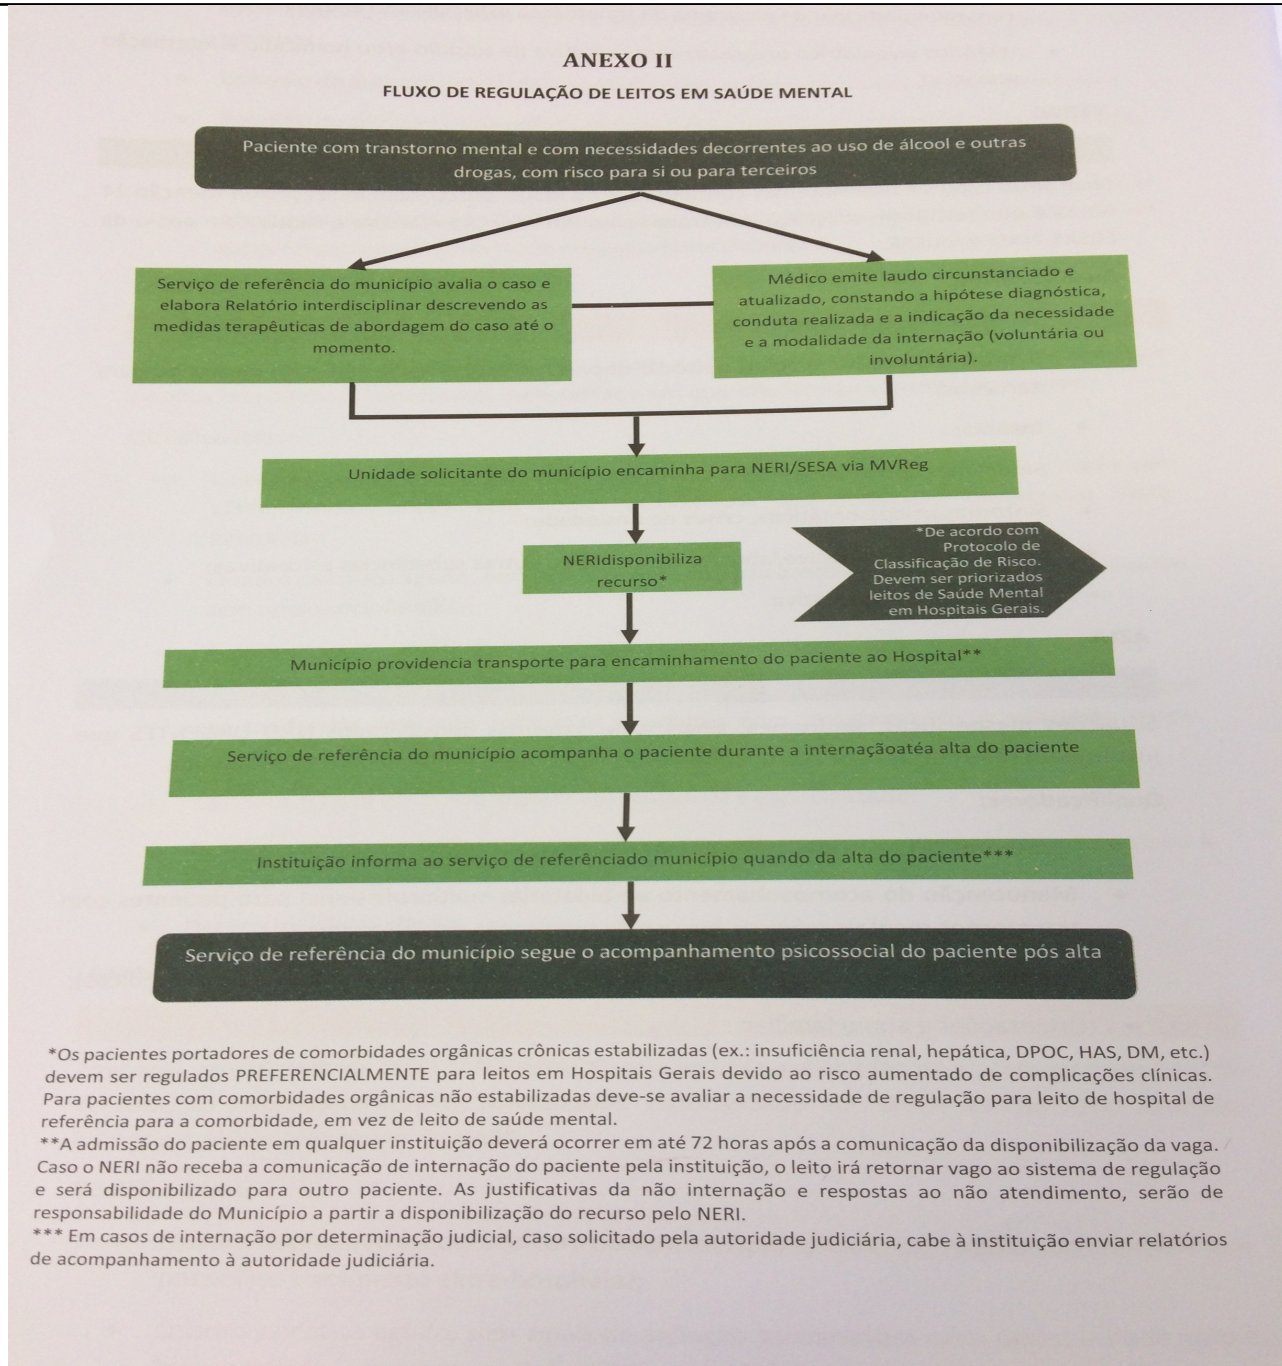 ANEXO II
FLUXO DE REGULAÇÃO DE LEITOS EM SAÚDE MENTAL
Paciente com transtorno mental e com necessidades decorrentes ao uso de álcool e outras
drogas, com risco para si ou para terceiros
Serviço de referência do município avalia o caso e
elabora Relatório interdisciplinar descrevendo as
medidas terapêuticas de abordagem do caso até o
momento.
Médico emite laudo circunstanciado e
atualizado, constando a hipótese diagnóstica,
conduta realizada e a indicação da necessidade
e a modalidade da internação (voluntária ou
involuntária).
Unidade solicitante do município encaminha para NERI/SESA via MVReg
NERIdisponibiliza
recurso*
*De acordo com
Protocolo de
Classificação de Risco.
Devem ser priorizados
leitos de Saúde Mental
em Hospitais Gerais.
Município providencia transporte para encaminhamento do paciente ao Hospital**
Serviço de referência do município acompanha o paciente durante a internaçãoatéa alta do paciente
Instituição informa ao serviço de referênciado município quando da alta do paciente***
Serviço de referência do município segue o acompanhamento psicossocial do paciente pós alta
*Os pacientes portadores de comorbidades orgânicas crônicas estabilizadas (ex.: insuficiência renal, hepática, DPOC, HAS, DM, etc.)
devem ser regulados PREFERENCIALMENTE para leitos em Hospitais Gerais devido ao risco aumentado de complicações clínicas.
Para pacientes com comorbidades orgânicas não estabilizadas deve-se avaliar a necessidade de regulação para leito de hospital de
referência para a comorbidade, em vez de leito de saúde mental.
**A admissão do paciente em qualquer instituição deverá ocorrer em até 72 horas após a comunicação da disponibilização da vaga.
Caso o NERI não receba a comunicação de internação do paciente pela instituição, o leito irá retornar vago ao sistema de regulação
e será disponibilizado para outro paciente. As justificativas da não internação e respostas ao não atendimento, serão de
responsabilidade do Município a partir a disponibilização do recurso pelo NERI.
*** Em casos de internação por determinação judicial, caso solicitado pela autoridade judiciária, cabe à instituição enviar relatórios
de acompanhamento à autoridade judiciária.